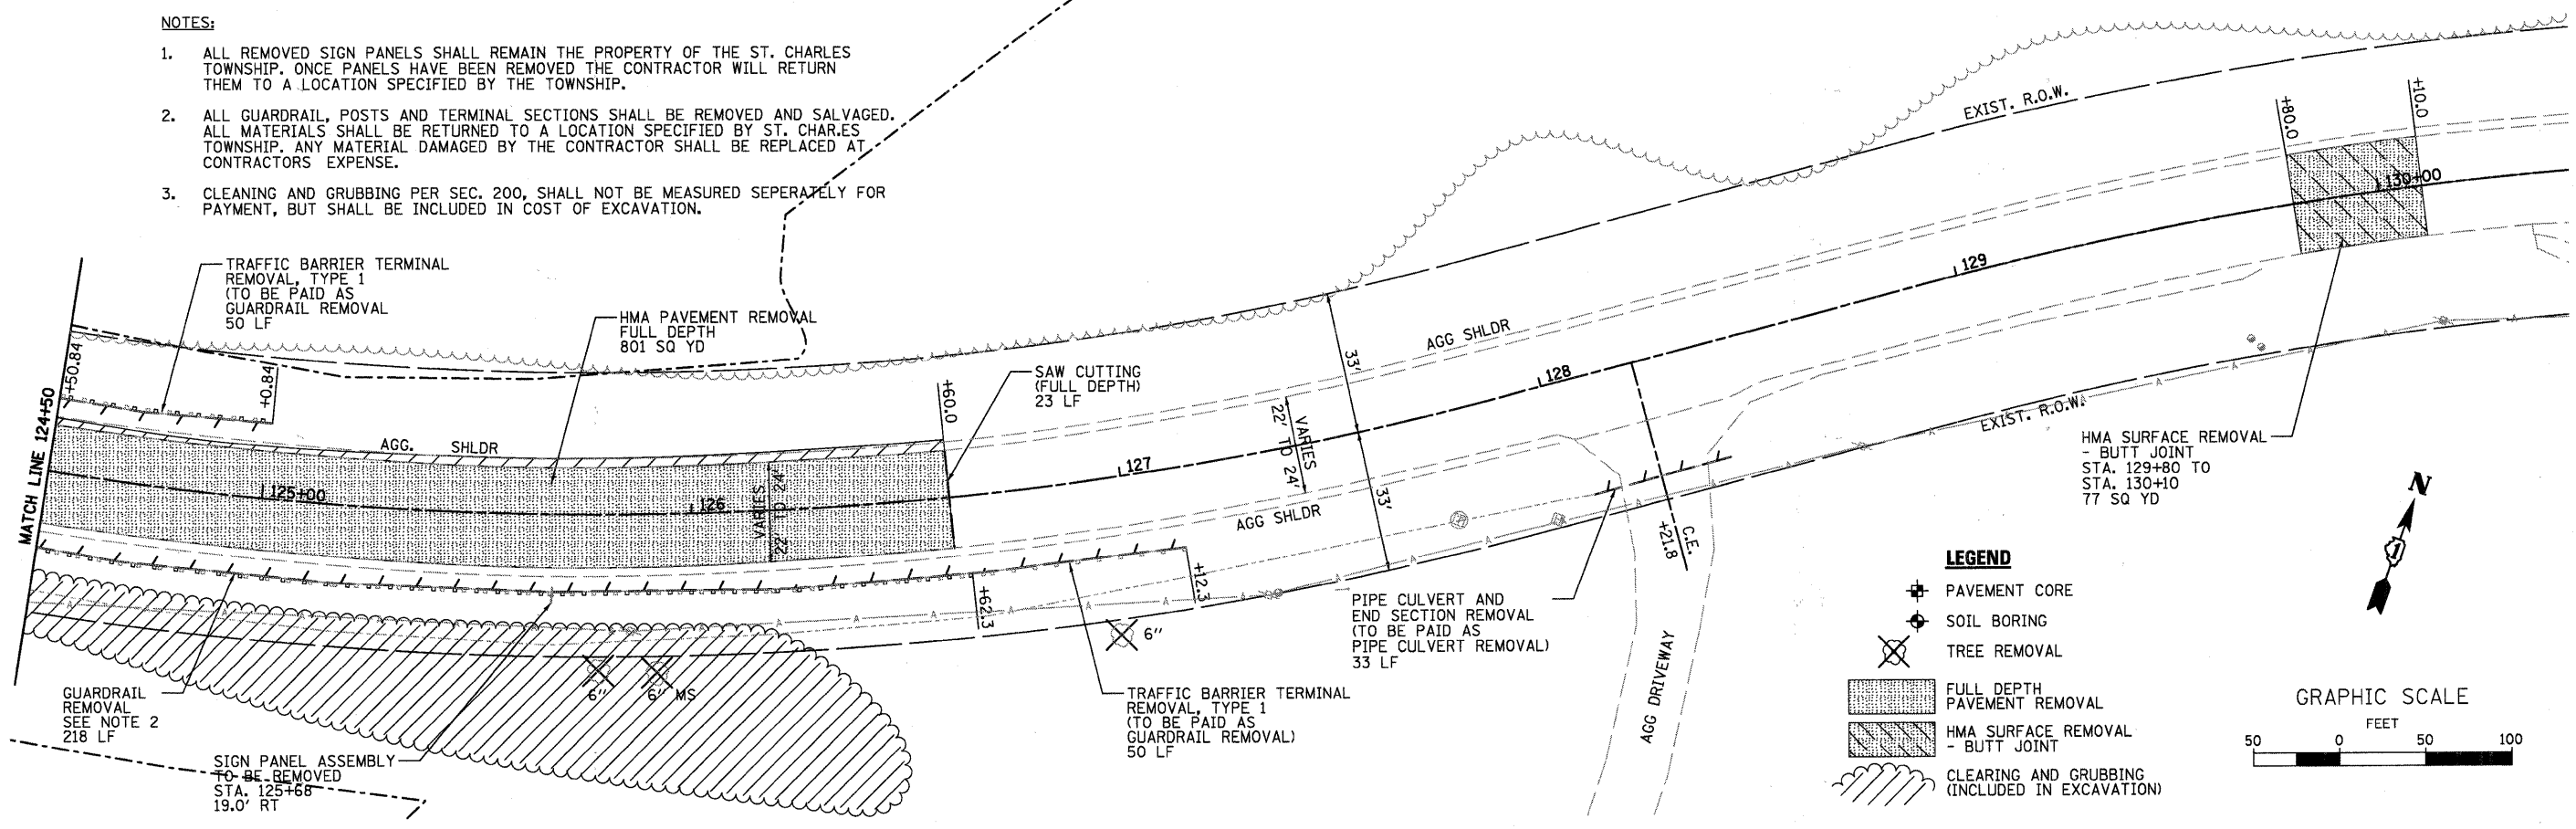 NOTES:
1. ALL REMOVED SIGN PANELS SHALL REMAIN THE PROPERTY OF THE ST. CHARLES
TOWNSHIP. ONCE PANELS HAVE BEEN REMOVED THE CONTRACTOR WILL RETURN
THEM TO A LOCATION SPECIFIED BY THE TOWNSHIP.
2. ALL GUARDRAIL, POSTS AND TERMINAL SECTIONS SHALL BE REMOVED AND SALVAGED.
ALL MATERIALS SHALL BE RETURNED TO A LOCATION SPECIFIED BY ST. CHAR.ES
TOWNSHIP. ANY MATERIAL DAMAGED BY THE CONTRACTOR SHALL BE REPLACED AT
CONTRACTORS EXPENSE.
3. CLEANING AND GRUBBING PER SEC. 200, SHALL NOT BE MEASURED SEPERATELY FOR
PAYMENT, BUT SHALL BE INCLUDED IN COST OF EXCAVATION.
TRAFFIC BARRIER TERMINAL
REMOVAL, TYPE 1
(TO BE PAID AS
GUARDRAIL REMOVAL
50 LF
HMA PAVEMENT REMOVAL
FULL DEPTH
801 SQ YD
SAW CUTTING
(FULL DEPTH)
23 LF
MATCH LINE 124+50
+50.84
+0.84
AGG. SHLDR
+60.0
125+00
126
VARIES
22' O 24'
127
AGG SHLDR
VARIES
22' TO 24'
33'
33'
AGG SHLDR
128
129
130+00
EXIST. R.O.W.
+80.0
+10.0
EXIST. R.O.W.
C.E.
+21.8
+62.3
+12.3
6"
6"
6" MS
GUARDRAIL
REMOVAL
SEE NOTE 2
218 LF
SIGN PANEL ASSEMBLY
TO BE REMOVED
STA. 125+68
19.0' RT
TRAFFIC BARRIER TERMINAL
REMOVAL, TYPE 1
(TO BE PAID AS
GUARDRAIL REMOVAL)
50 LF
PIPE CULVERT AND
END SECTION REMOVAL
(TO BE PAID AS
PIPE CULVERT REMOVAL)
33 LF
AGG DRIVEWAY
HMA SURFACE REMOVAL
- BUTT JOINT
STA. 129+80 TO
STA. 130+10
77 SQ YD
N
1
LEGEND
PAVEMENT CORE
SOIL BORING
TREE REMOVAL
FULL DEPTH
PAVEMENT REMOVAL
HMA SURFACE REMOVAL
- BUTT JOINT
CLEARING AND GRUBBING
(INCLUDED IN EXCAVATION)
GRAPHIC SCALE
FEET
50 0 50 100